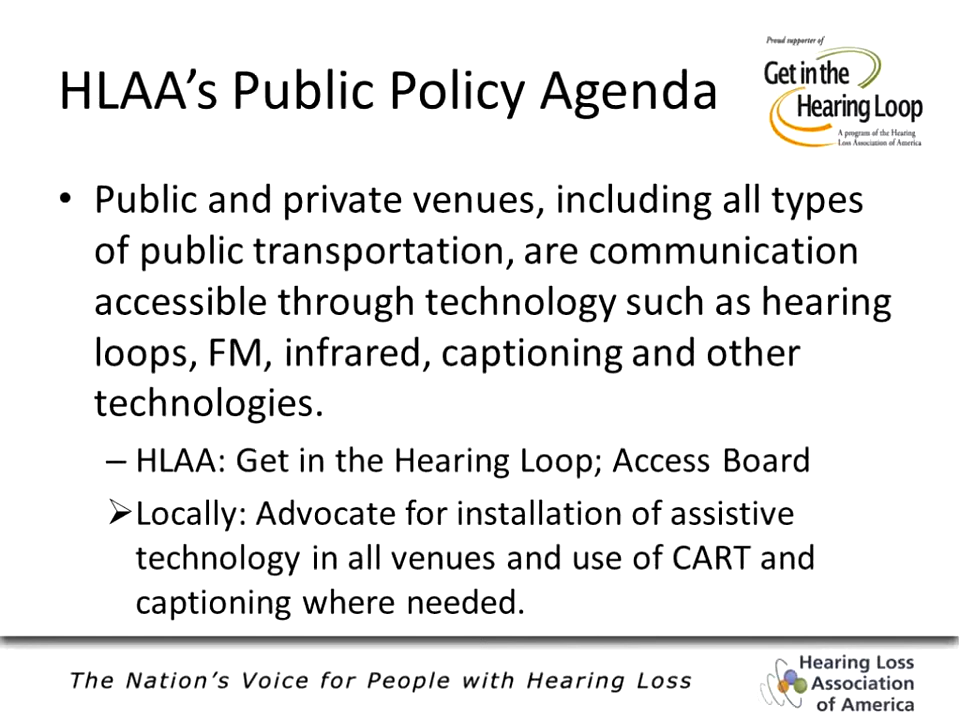 Proud supporter of
Get in the
Hearing Loop
A program of the Hearing
Loss Association of America
HLAA’s Public Policy Agenda
• Public and private venues, including all types
of public transportation, are communication
accessible through technology such as hearing
loops, FM, infrared, captioning and other
technologies.
– HLAA: Get in the Hearing Loop; Access Board
➢Locally: Advocate for installation of assistive
technology in all venues and use of CART and
captioning where needed.
The Nation’s Voice for People with Hearing Loss
Hearing Loss
Association
of America